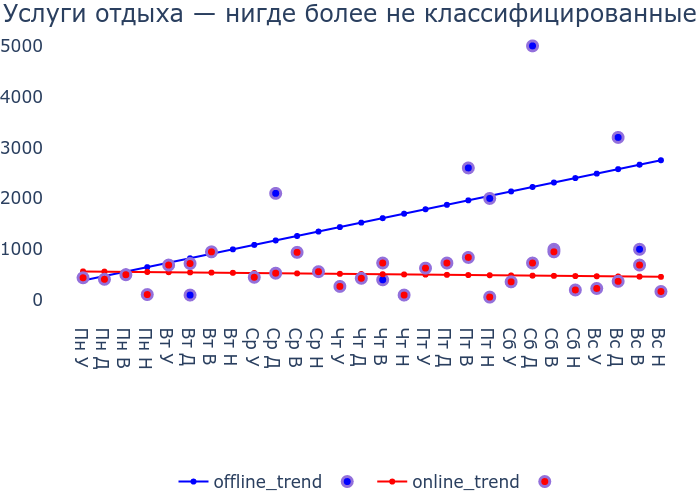 Услуги отдыха — нигде более не классифицированные
5000
4000
3000
2000
1000
0
Пн У
Пн Д
Пн В
Пн Н
Вт У
Вт Д
Вт В
Вт Н
Ср У
Ср Д
Ср В
Ср Н
Чт У
Чт Д
Чт В
Чт Н
Пт У
Пт Д
Пт В
Пт Н
Сб У
Сб Д
Сб В
Сб Н
Вс У
Вс Д
Вс В
Вс Н
offline_trend
online_trend